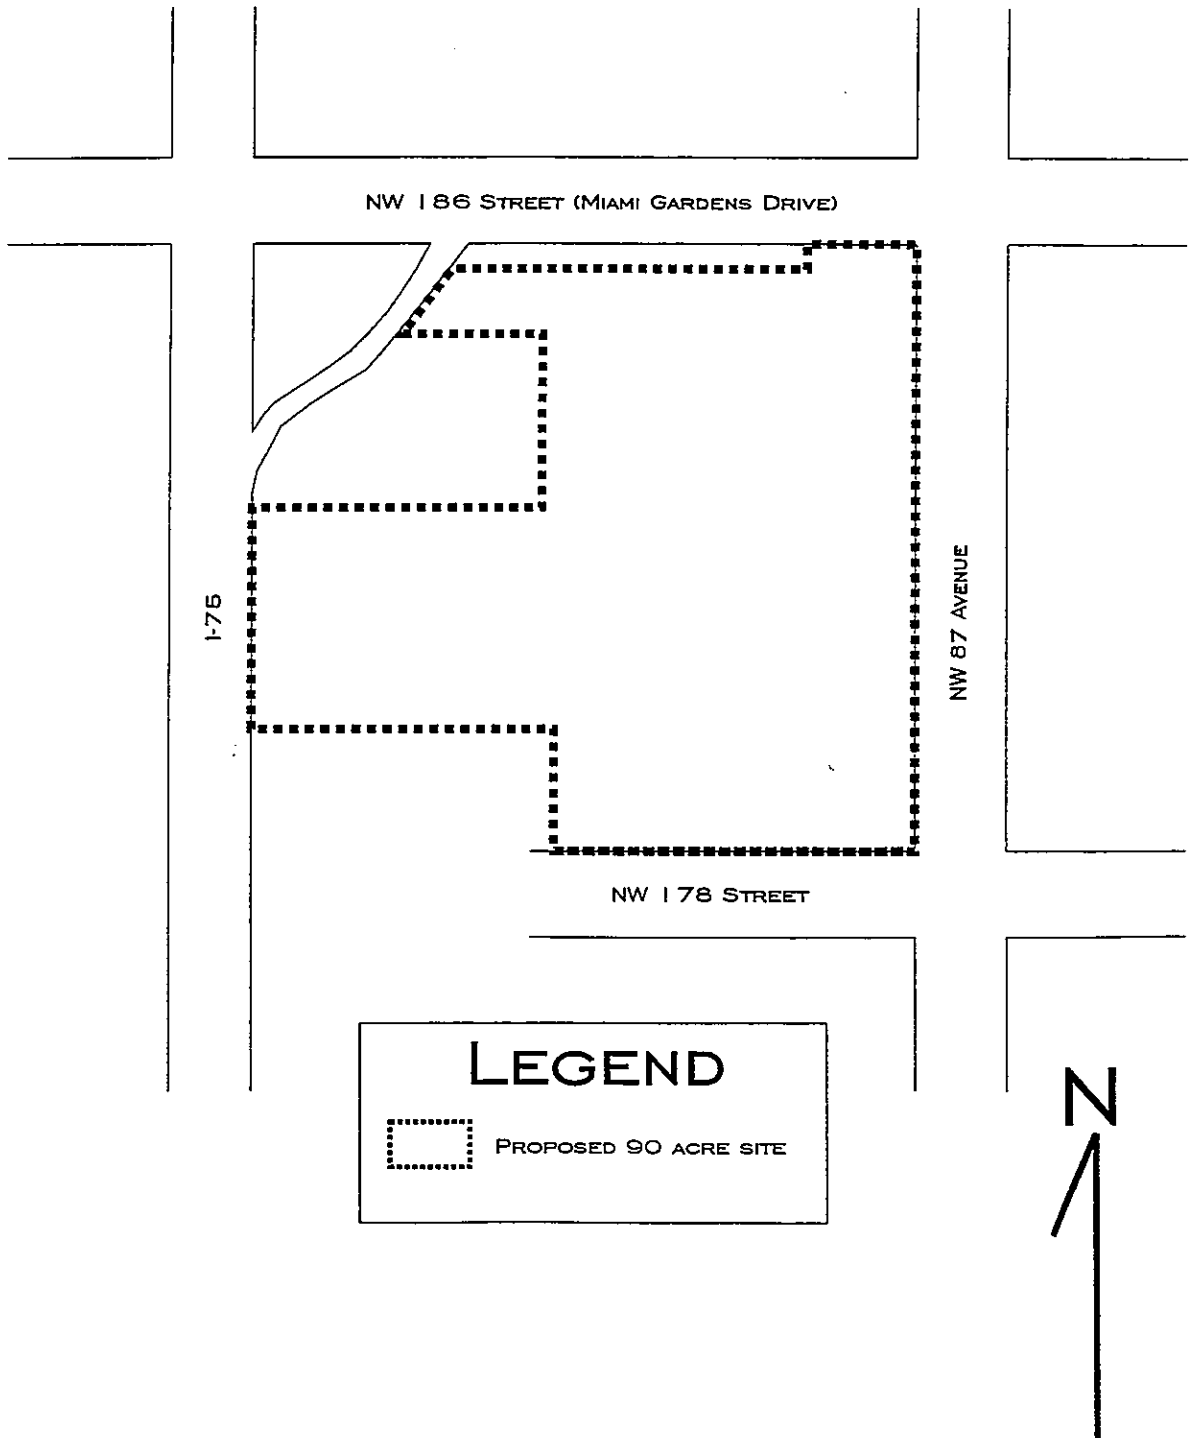 NW 186 STREET (MIAMI GARDENS DRIVE)
I-75
NW 87 AVENUE
NW 178 STREET
LEGEND
PROPOSED 90 ACRE SITE
N